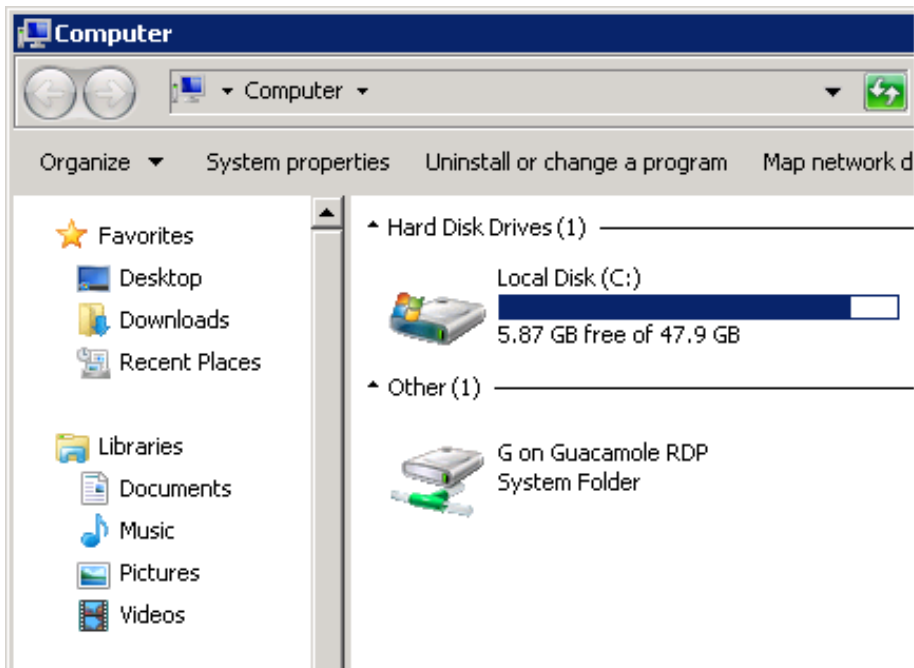 Computer
Computer
Organize System properties Uninstall or change a program Map network d
Favorites
Desktop
Downloads
Recent Places
Libraries
Documents
Music
Pictures
Videos
Hard Disk Drives (1)
Local Disk (C:)
5.87 GB free of 47.9 GB
Other (1)
G on Guacamole RDP
System Folder